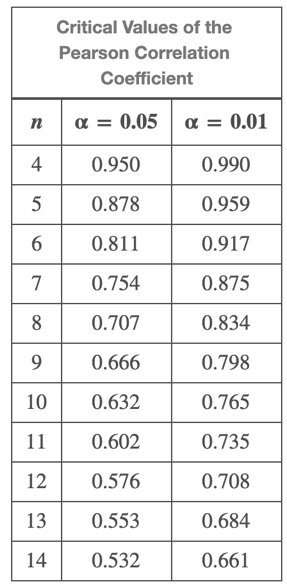 Critical Values of the
Pearson Correlation
Coefficient
n α = 0.05 α = 0.01
4 0.950 0.990
5 0.878 0.959
6 0.811 0.917
7 0.754 0.875
8 0.707 0.834
9 0.666 0.798
10 0.632 0.765
11 0.602 0.735
12 0.576 0.708
13 0.553 0.684
14 0.532 0.661